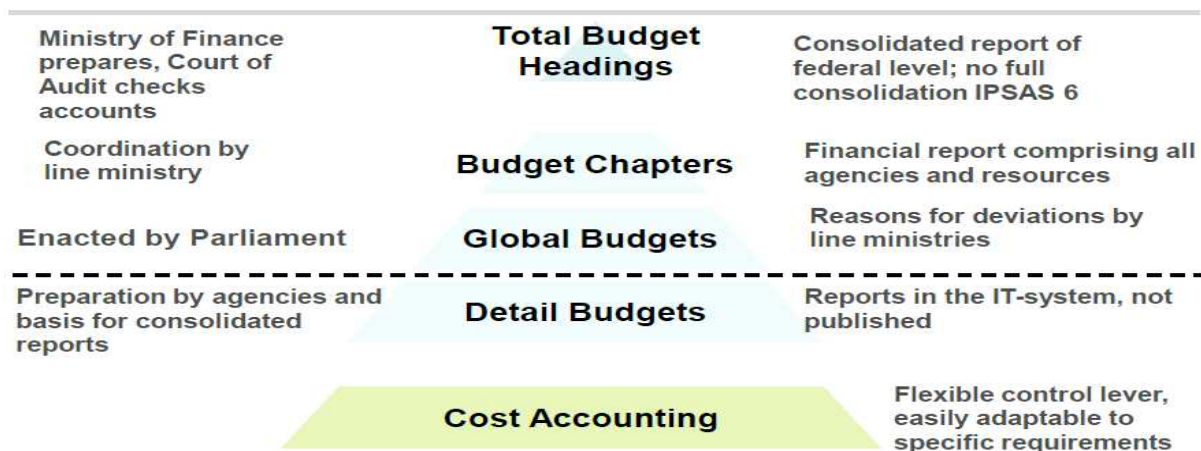 Ministry of Finance
prepares, Court of
Audit checks
accounts
Total Budget
Headings
Consolidated report of
federal level; no full
consolidation IPSAS 6
Coordination by
line ministry
Budget Chapters
Financial report comprising all
agencies and resources
Enacted by Parliament
Global Budgets
Reasons for deviations by
line ministries
Preparation by agencies and
basis for consolidated
reports
Detail Budgets
Reports in the IT-system, not
published
Cost Accounting
Flexible control lever,
easily adaptable to
specific requirements